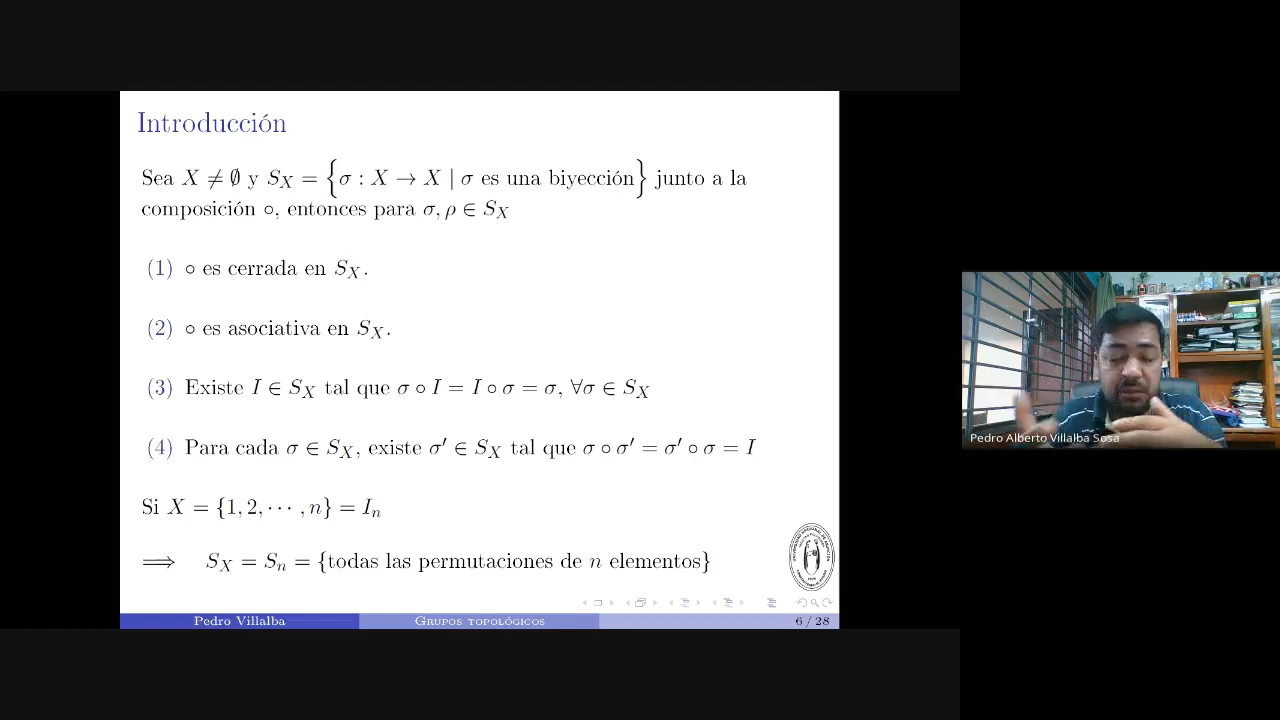 Introducción
Sea X ≠ ∅ y S_X = {σ : X → X | σ es una biyección} junto a la
composición ∘, entonces para σ, ρ ∈ S_X
(1) ∘ es cerrada en S_X.
(2) ∘ es asociativa en S_X.
(3) Existe I ∈ S_X tal que σ ∘ I = I ∘ σ = σ, ∀σ ∈ S_X
(4) Para cada σ ∈ S_X, existe σ′ ∈ S_X tal que σ ∘ σ′ = σ′ ∘ σ = I
Si X = {1, 2, ⋯ , n} = I_n
⟹ S_X = S_n = {todas las permutaciones de n elementos}
Pedro Villalba
Grupos topológicos
6 / 28
Pedro Alberto Villalba Sosa